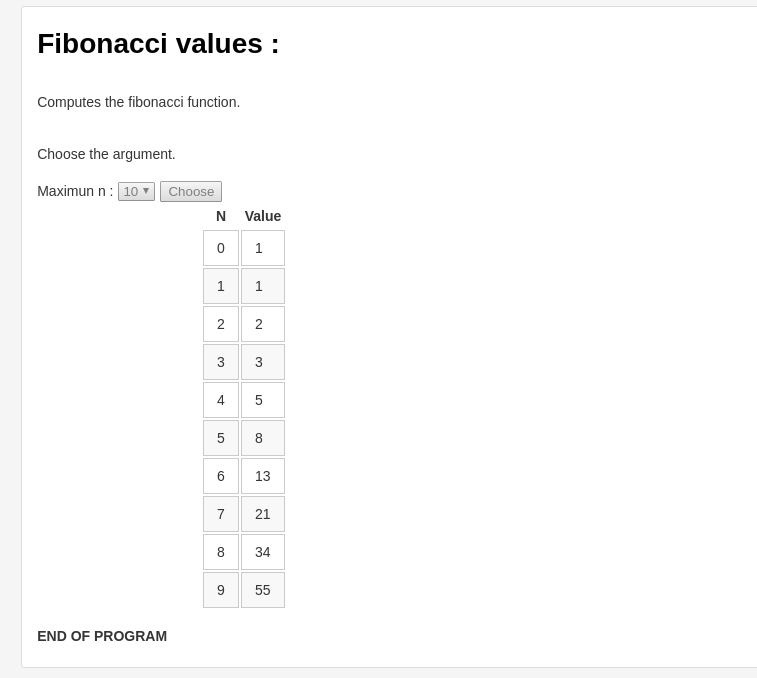 Fibonacci values :
Computes the fibonacci function.
Choose the argument.
Maximun n : 10 Choose
N Value
0 1
1 1
2 2
3 3
4 5
5 8
6 13
7 21
8 34
9 55
END OF PROGRAM